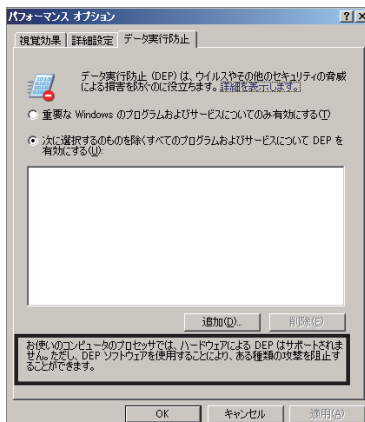 パフォーマンス オプション
視覚効果 詳細設定 データ実行防止
データ実行防止 (DEP) は、ウイルスやその他のセキュリティの脅威
による損害を防ぐのに役立ちます。詳細を表示します。
重要な Windows のプログラムおよびサービスについてのみ有効にする(T)
次に選択するものを除くすべてのプログラムおよびサービスについて DEP を
有効にする(U):
追加(D)... 削除(E)
お使いのコンピュータのプロセッサでは、ハードウェアによる DEP はサポートされま
せん。ただし、DEP ソフトウェアを使用することにより、ある種類の攻撃を阻止す
ることができます。
OK キャンセル 適用(A)